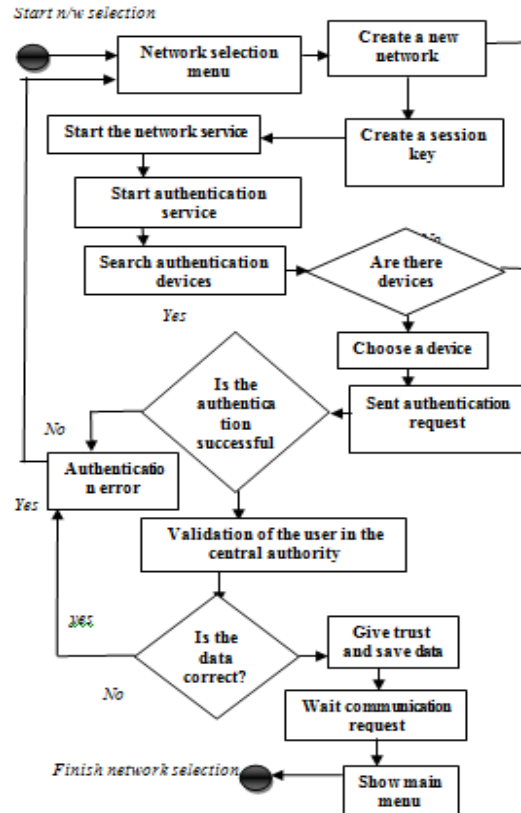 Start n/w selection
Network selection
menu
Create a new
network
Start the network service
Create a session
key
Start authentication
service
Search authentication
devices
No
Are there
devices
Yes
Choose a device
Is the
authentica
tion
successful
Sent authentication
request
No
Authenticatio
n error
Yes
Validation of the user in the
central authority
yes
Is the
data
correct?
Give trust
and save data
No
Wait communication
request
Finish network selection
Show main
menu